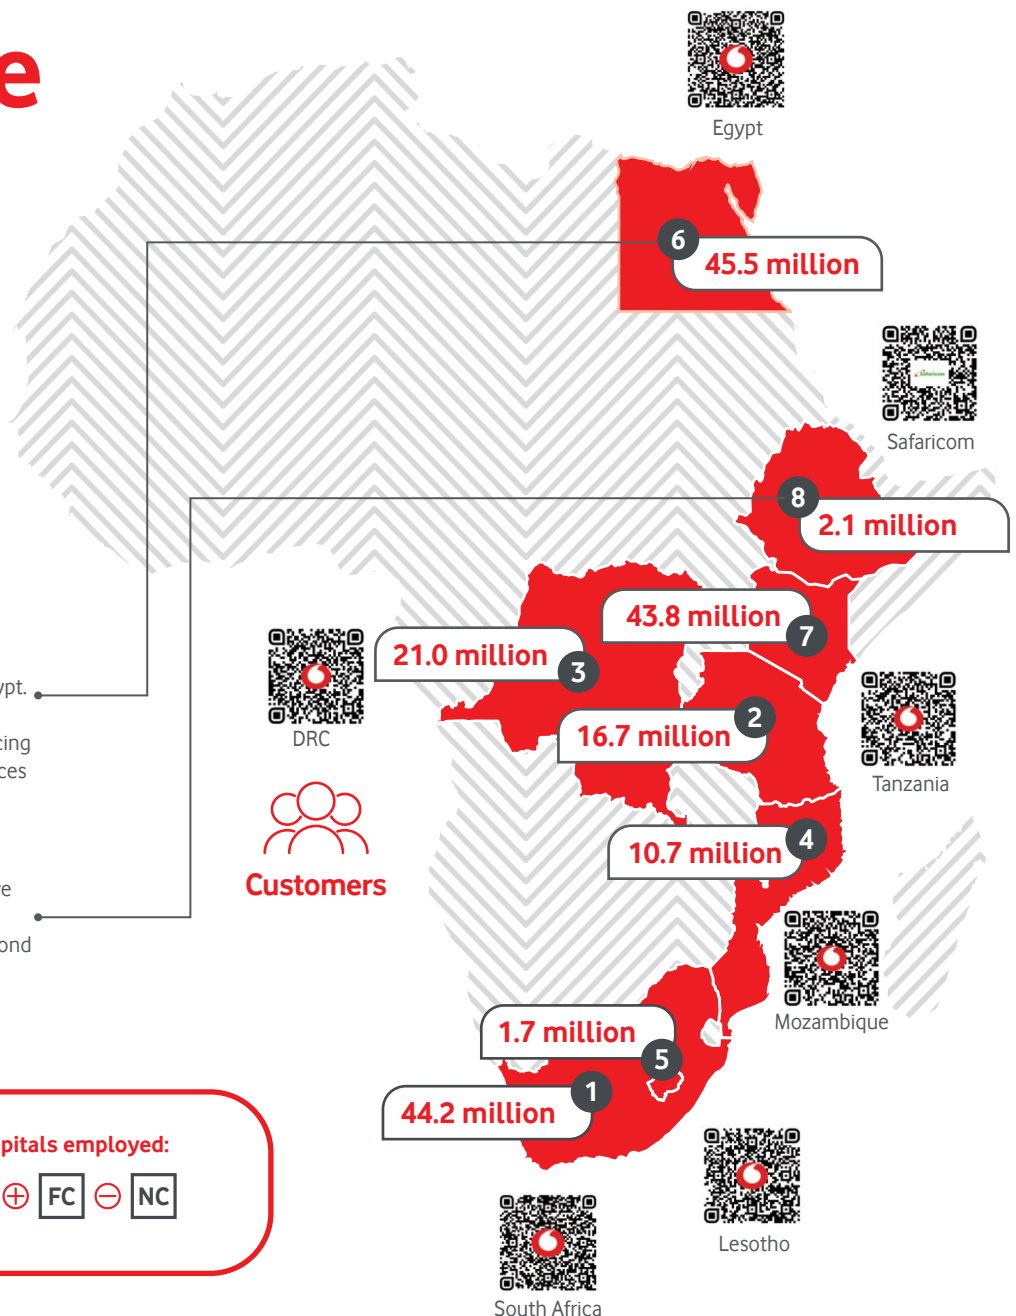 e
Egypt
6
45.5 million
Safaricom
8
2.1 million
43.8 million
7
21.0 million
3
ypt.
DRC
16.7 million
2
cing
ces
Tanzania
Customers
10.7 million
4
e
ond
Mozambique
1.7 million
5
44.2 million
1
pitals employed:
+ FC − NC
Lesotho
South Africa